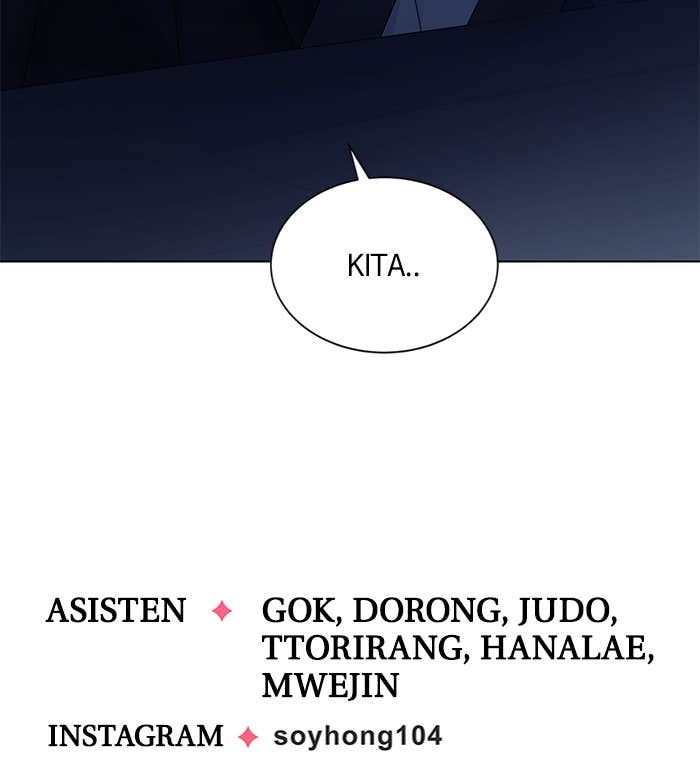 KITA..
ASISTEN ✦ GOK, DORONG, JUDO,
TTORIRANG, HANALAE,
MWEJIN
INSTAGRAM ✦ soyhong104